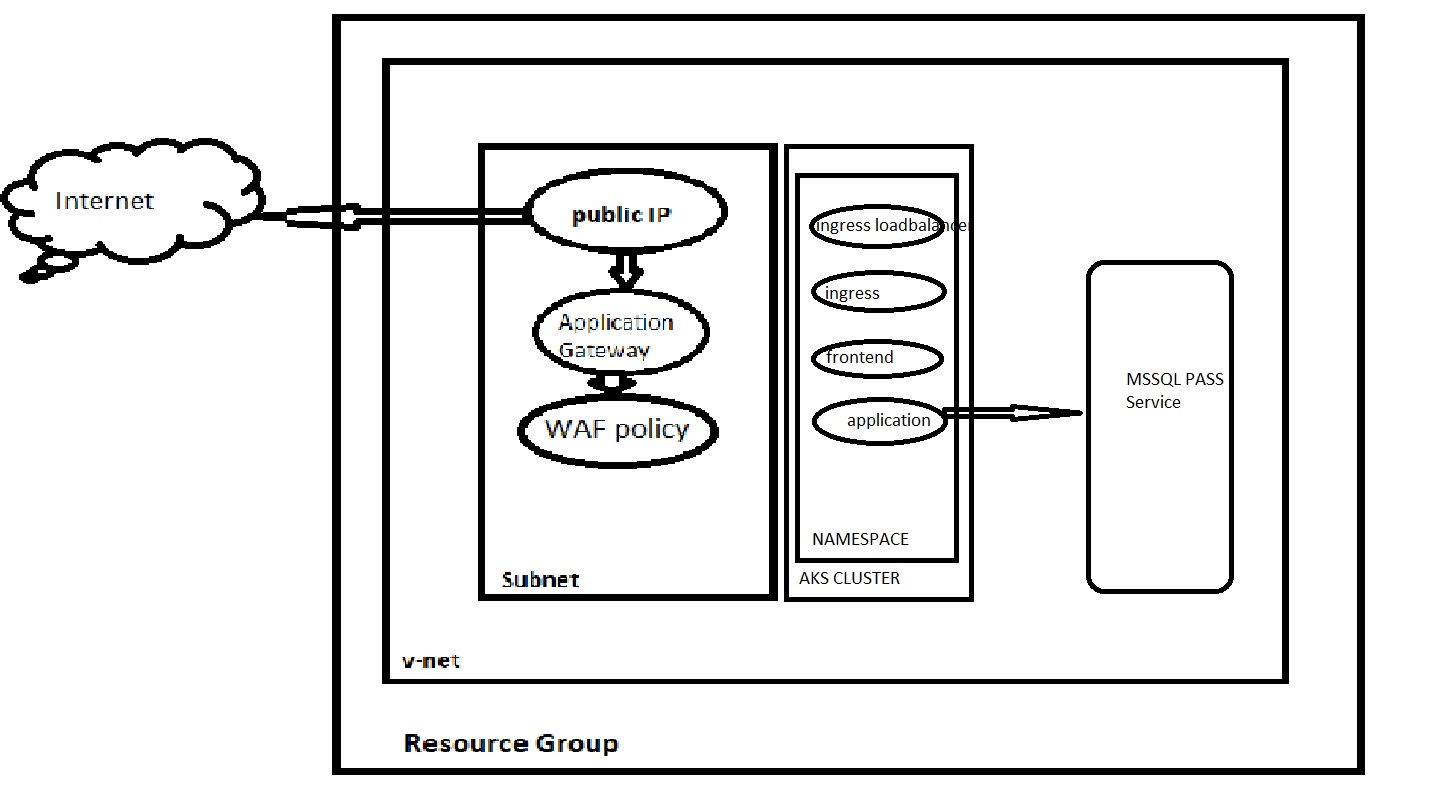 Internet
public IP
Application
Gateway
WAF policy
Subnet
ingress loadbalancer
ingress
frontend
application
NAMESPACE
AKS CLUSTER
MSSQL PASS
Service
v-net
Resource Group